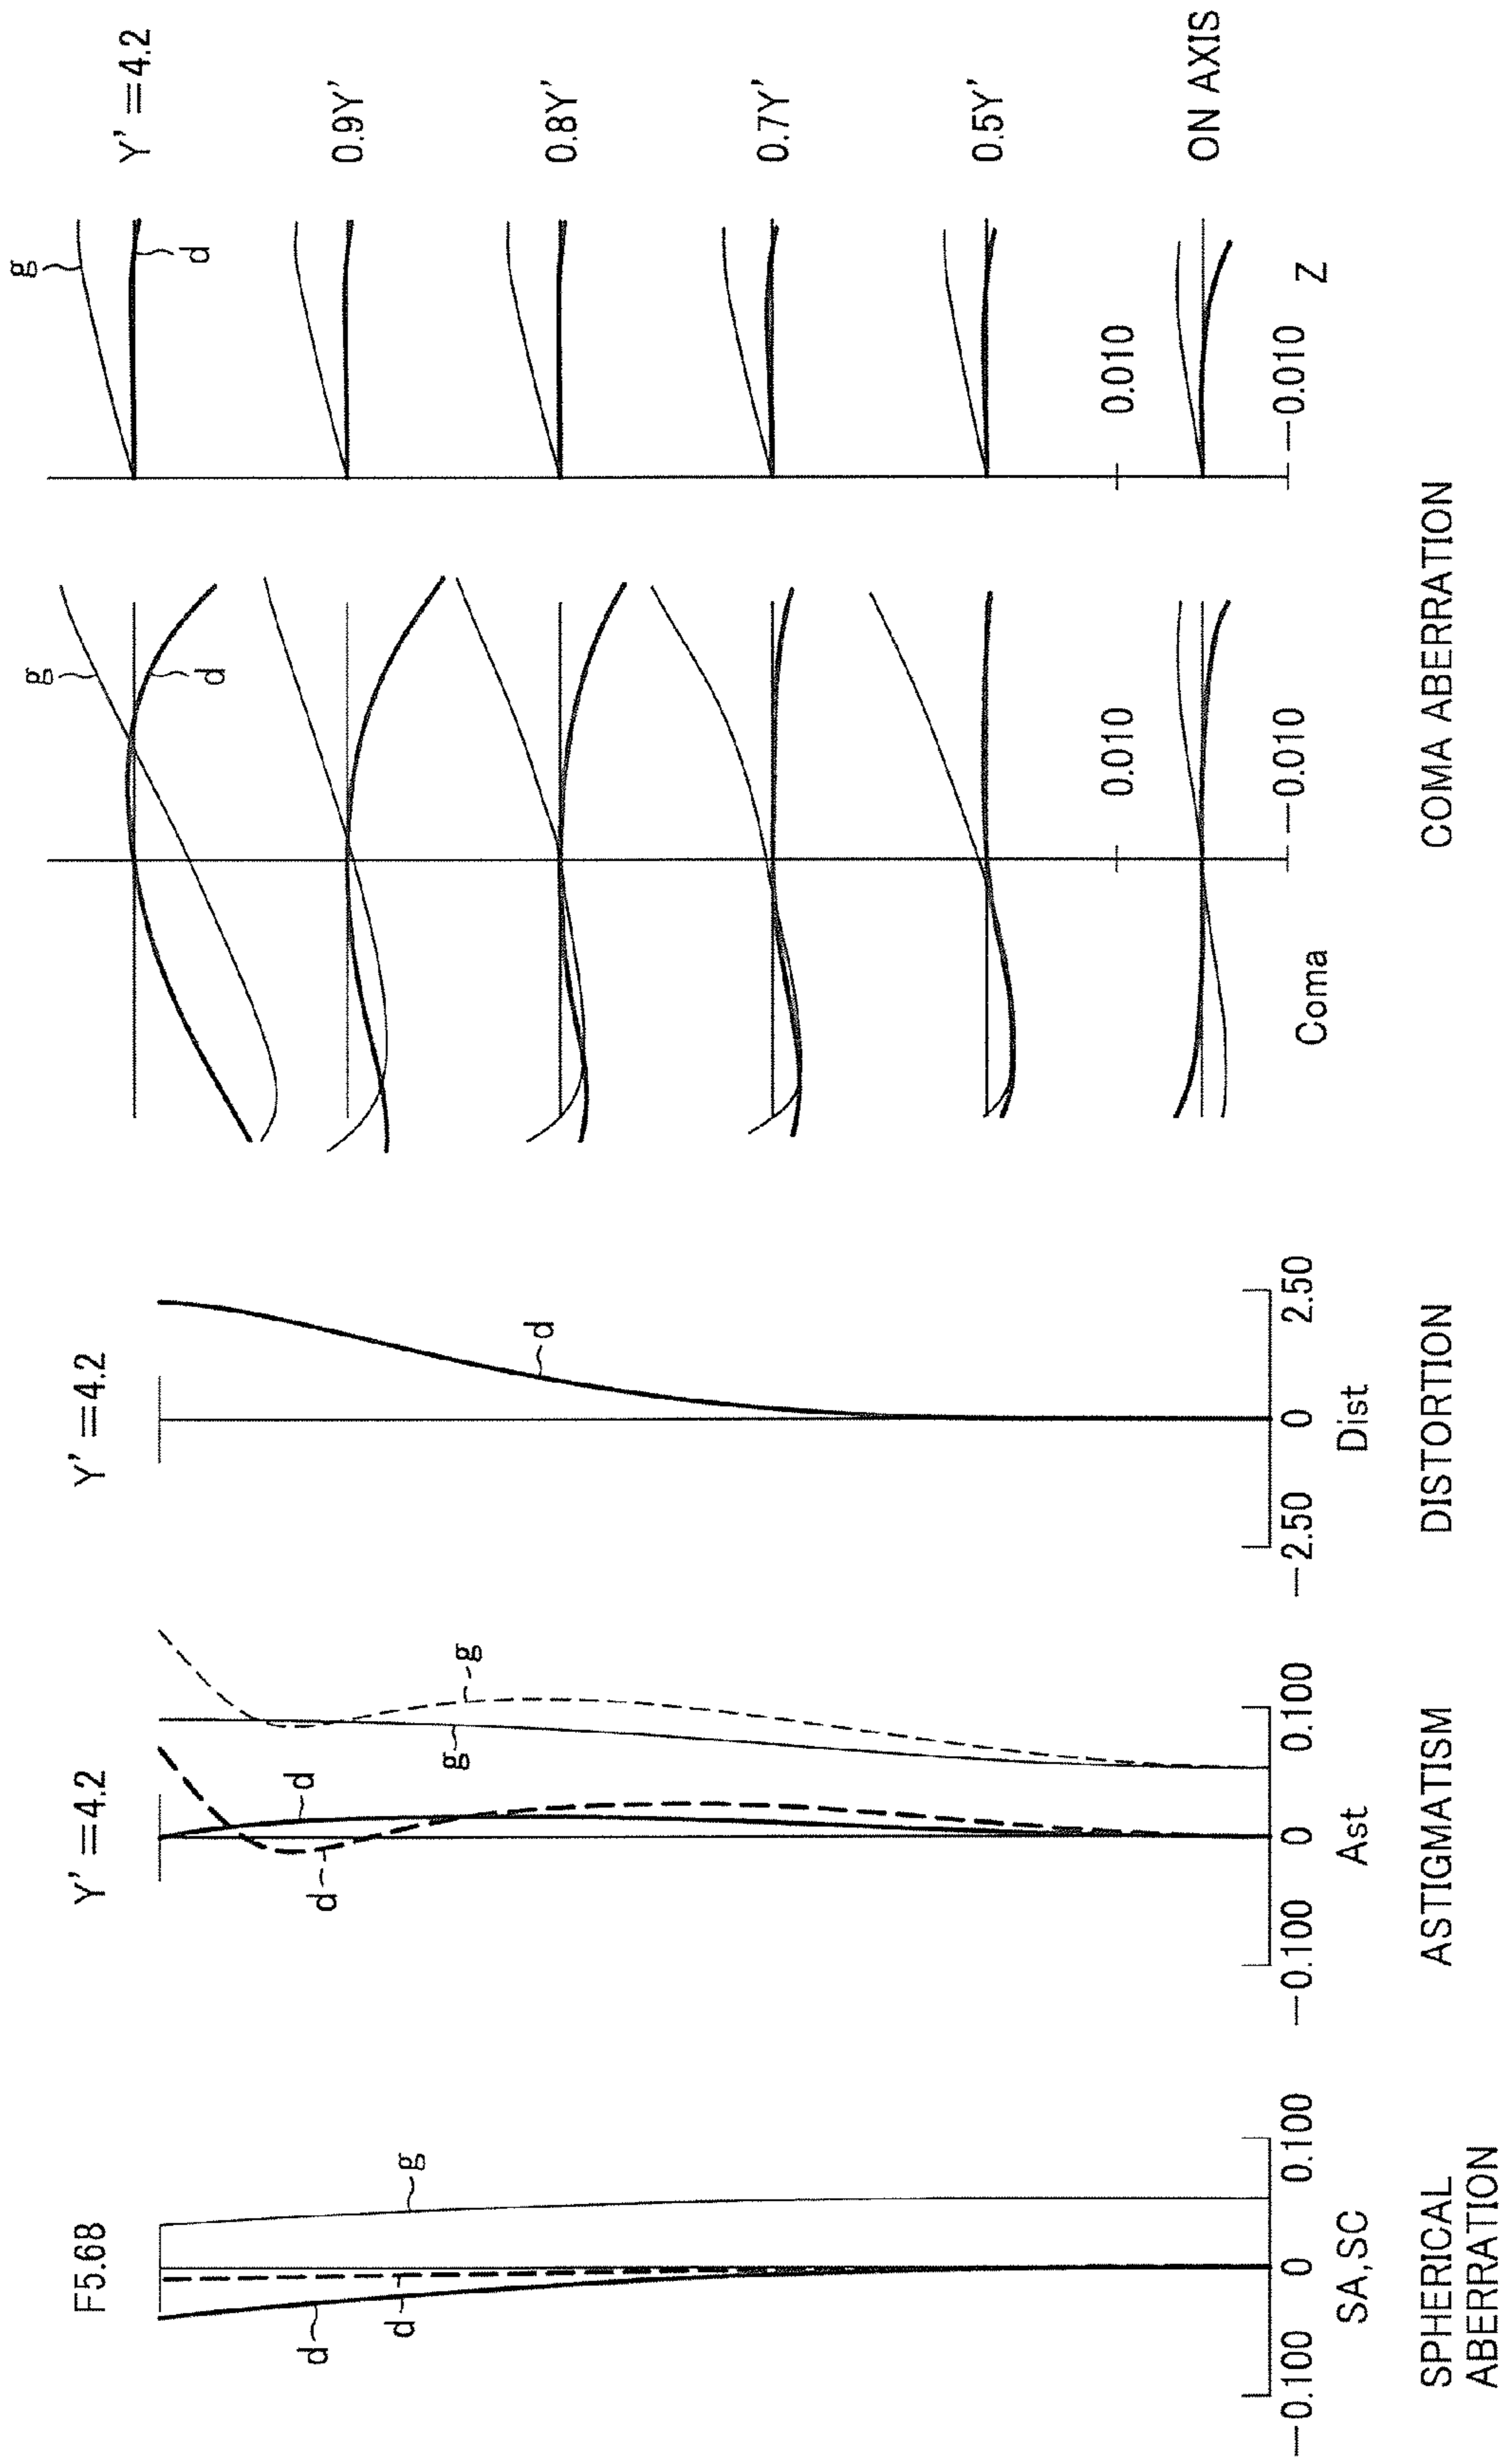 F5.68
g
d
d
-0.100
0
0.100
SA,SC
SPHERICAL
ABERRATION
Y' =4.2
g
g
d
d
-0.100
0
0.100
Ast
ASTIGMATISM
Y' =4.2
d
-2.50
0
2.50
Dist
DISTORTION
g
d
0.010
-0.010
Coma
g
d
0.010
-0.010
Z
Y' =4.2
0.9Y'
0.8Y'
0.7Y'
0.5Y'
ON AXIS
COMA ABERRATION